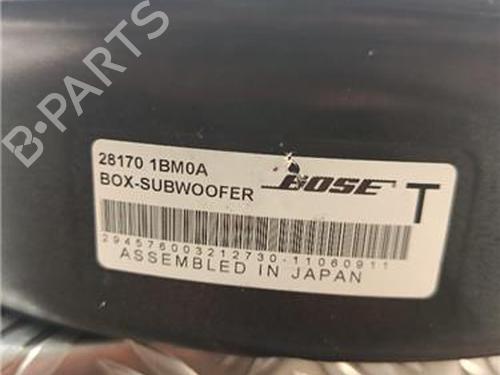 B-PARTS
28170 1BM0A
BOX-SUBWOOFER
BOSE
T
294576003212730-11060911
ASSEMBLED IN JAPAN